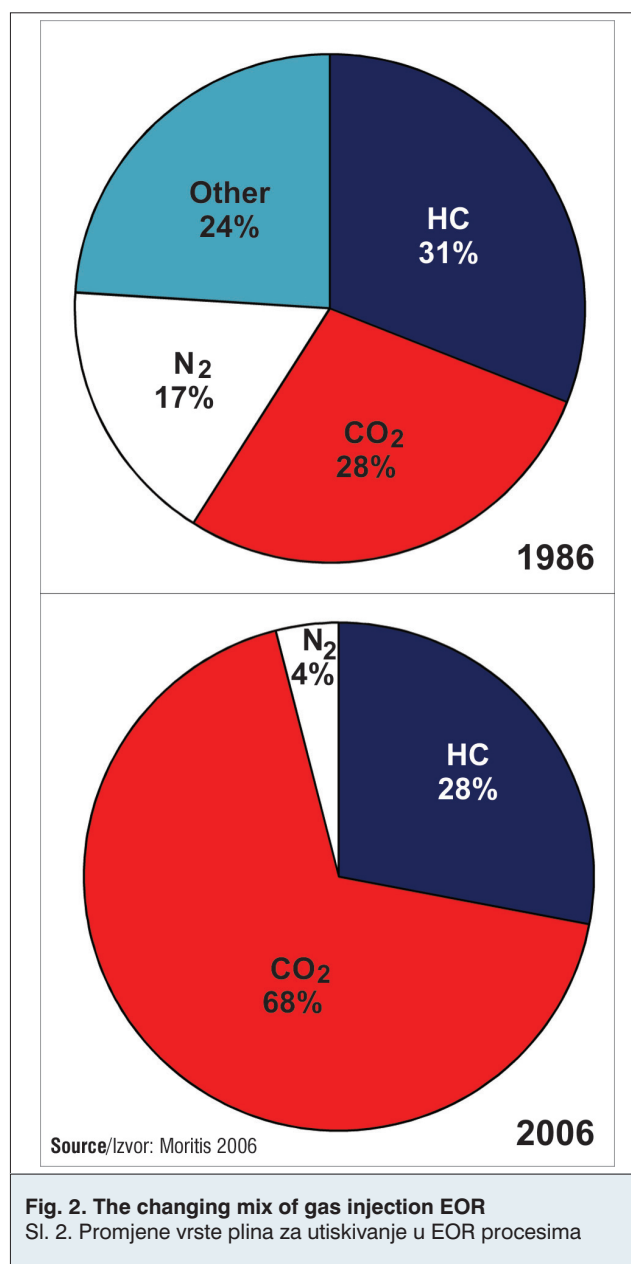 Other
24%
HC
31%
N2
17%
CO2
28%
1986
N2
4%
HC
28%
CO2
68%
2006
Source/Izvor: Moritis 2006
Fig. 2. The changing mix of gas injection EOR
Sl. 2. Promjene vrste plina za utiskivanje u EOR procesima